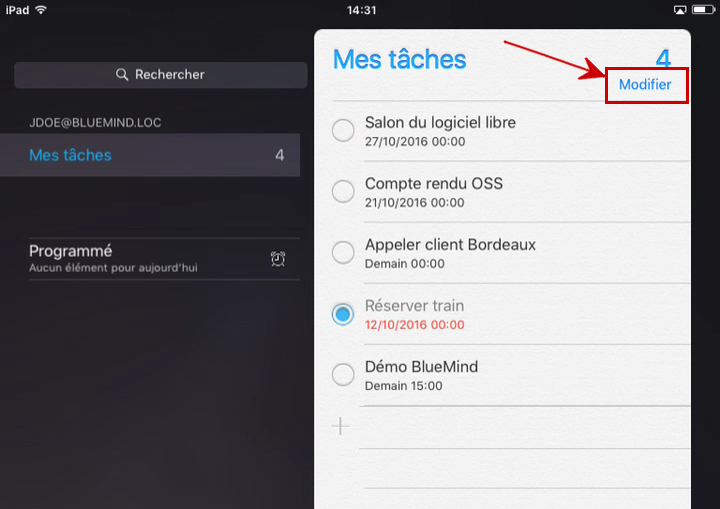 iPad
14:31
Rechercher
JDOE@BLUEMIND.LOC
Mes tâches 4
Programmé
Aucun élément pour aujourd'hui
Mes tâches 4
Modifier
Salon du logiciel libre
27/10/2016 00:00
Compte rendu OSS
21/10/2016 00:00
Appeler client Bordeaux
Demain 00:00
Réserver train
12/10/2016 00:00
Démo BlueMind
Demain 15:00